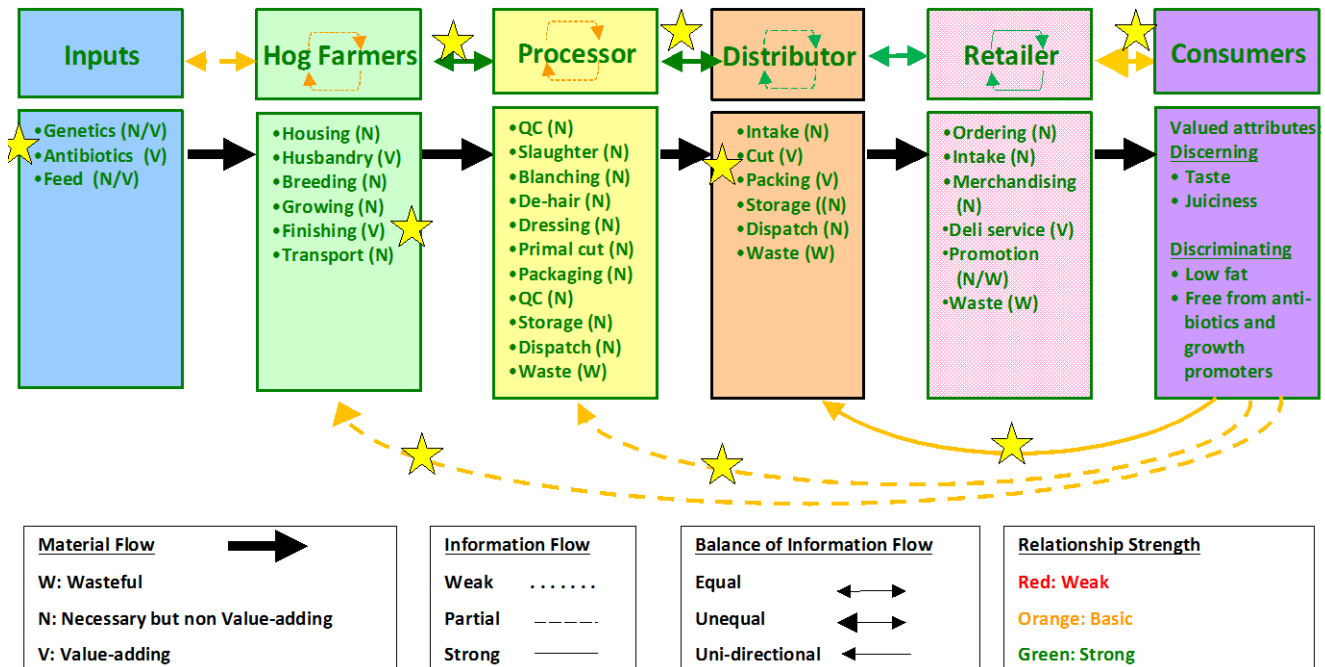 Inputs
Hog Farmers
Processor
Distributor
Retailer
Consumers
•Genetics (N/V)
•Antibiotics (V)
•Feed (N/V)
•Housing (N)
•Husbandry (V)
•Breeding (N)
•Growing (N)
•Finishing (V)
•Transport (N)
•QC (N)
•Slaughter (N)
•Blanching (N)
•De-hair (N)
•Dressing (N)
•Primal cut (N)
•Packaging (N)
•QC (N)
•Storage (N)
•Dispatch (N)
•Waste (W)
•Intake (N)
•Cut (V)
•Packing (V)
•Storage ((N)
•Dispatch (N)
•Waste (W)
•Ordering (N)
•Intake (N)
•Merchandising
(N)
•Deli service (V)
•Promotion
(N/W)
•Waste (W)
Valued attributes:
Discerning
• Taste
• Juiciness
Discriminating
• Low fat
• Free from anti-
biotics and
growth
promoters
Material Flow
W: Wasteful
N: Necessary but non Value-adding
V: Value-adding
Information Flow
Weak
Partial
Strong
Balance of Information Flow
Equal
Unequal
Uni-directional
Relationship Strength
Red: Weak
Orange: Basic
Green: Strong